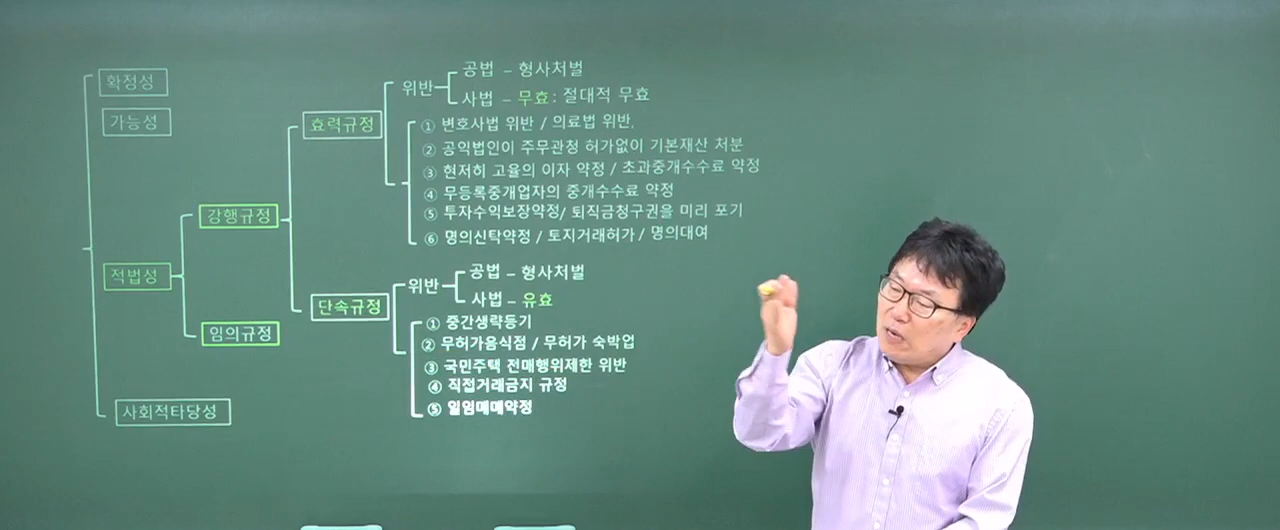 확정성
가능성
적법성
사회적타당성
강행규정
임의규정
효력규정
위반
공법 – 형사처벌
사법 – 무효 : 절대적 무효
① 변호사법 위반 / 의료법 위반,
② 공익법인이 주무관청 허가없이 기본재산 처분
③ 현저히 고율의 이자 약정 / 초과중개수수료 약정
④ 무등록중개업자의 중개수수료 약정
⑤ 투자수익보장약정/ 퇴직금청구권을 미리 포기
⑥ 명의신탁약정 / 토지거래허가 / 명의대여
단속규정
위반
공법 – 형사처벌
사법 – 유효
① 중간생략등기
② 무허가음식점 / 무허가 숙박업
③ 국민주택 전매행위제한 위반
④ 직접거래금지 규정
⑤ 일임매매약정